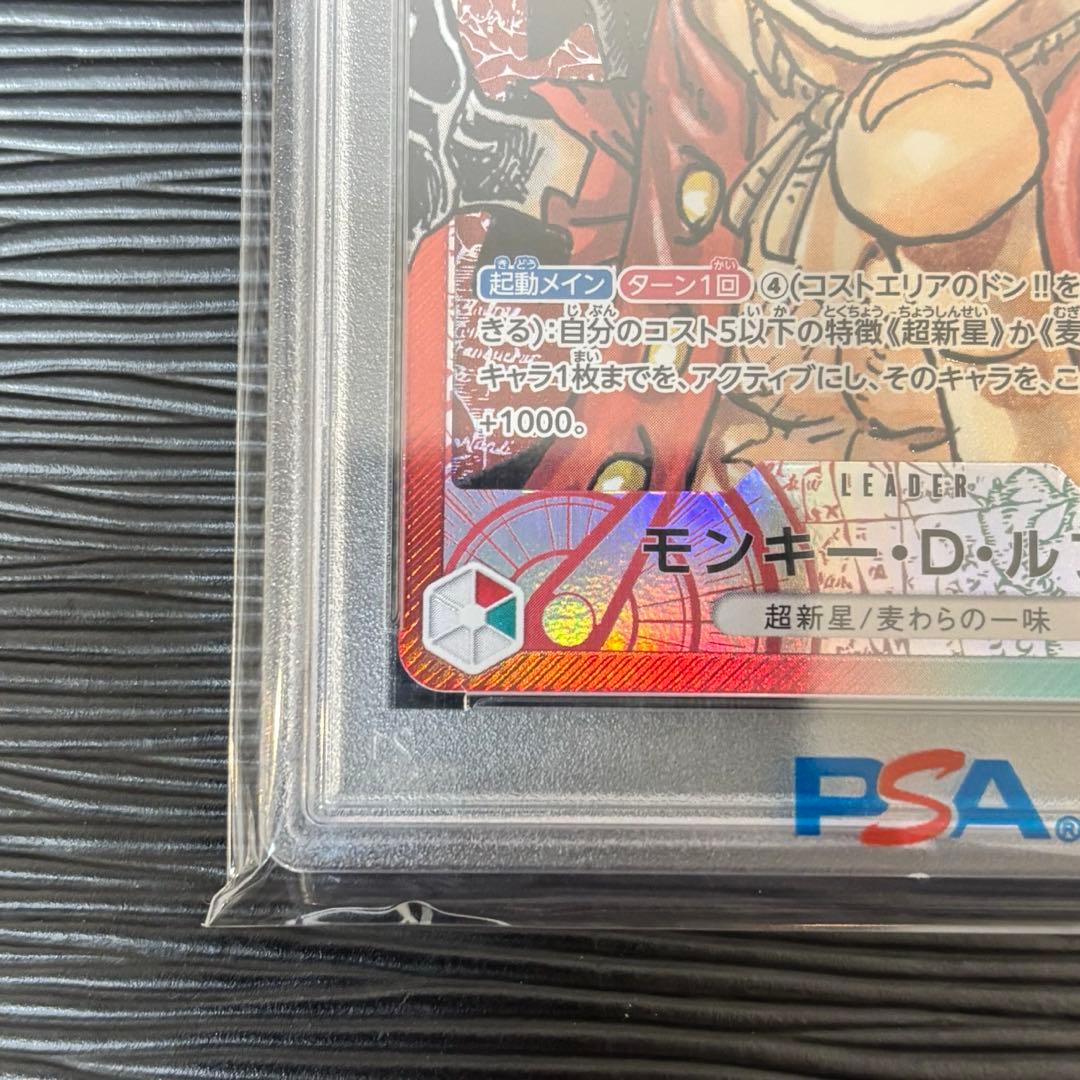 起動メイン ターン1回 ④(コストエリアのドン!!を
きる):自分のコスト5以下の特徴《超新星》か《麦
キャラ1枚までを、アクティブにし、そのキャラを、こ
+1000。
LEADER
モンキー・D・ル
超新星/麦わらの一味
PSA®